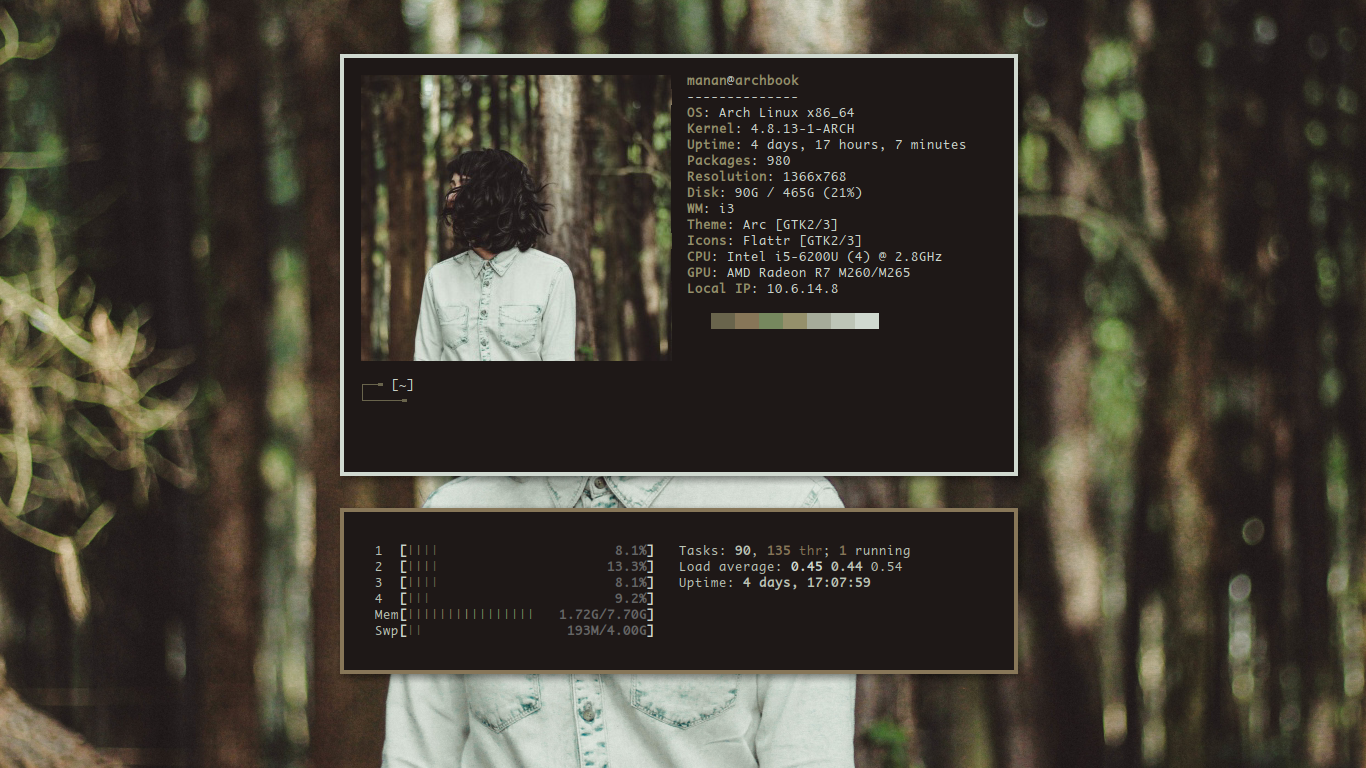 manan@archbook
--------------
OS: Arch Linux x86_64
Kernel: 4.8.13-1-ARCH
Uptime: 4 days, 17 hours, 7 minutes
Packages: 980
Resolution: 1366x768
Disk: 90G / 465G (21%)
WM: i3
Theme: Arc [GTK2/3]
Icons: Flattr [GTK2/3]
CPU: Intel i5-6200U (4) @ 2.8GHz
GPU: AMD Radeon R7 M260/M265
Local IP: 10.6.14.8
[~]
1 [|||| 8.1%]
2 [|||| 13.3%]
3 [|||| 8.1%]
4 [||| 9.2%]
Mem[|||||||||||||||| 1.72G/7.70G]
Swp[|| 193M/4.00G]
Tasks: 90, 135 thr; 1 running
Load average: 0.45 0.44 0.54
Uptime: 4 days, 17:07:59